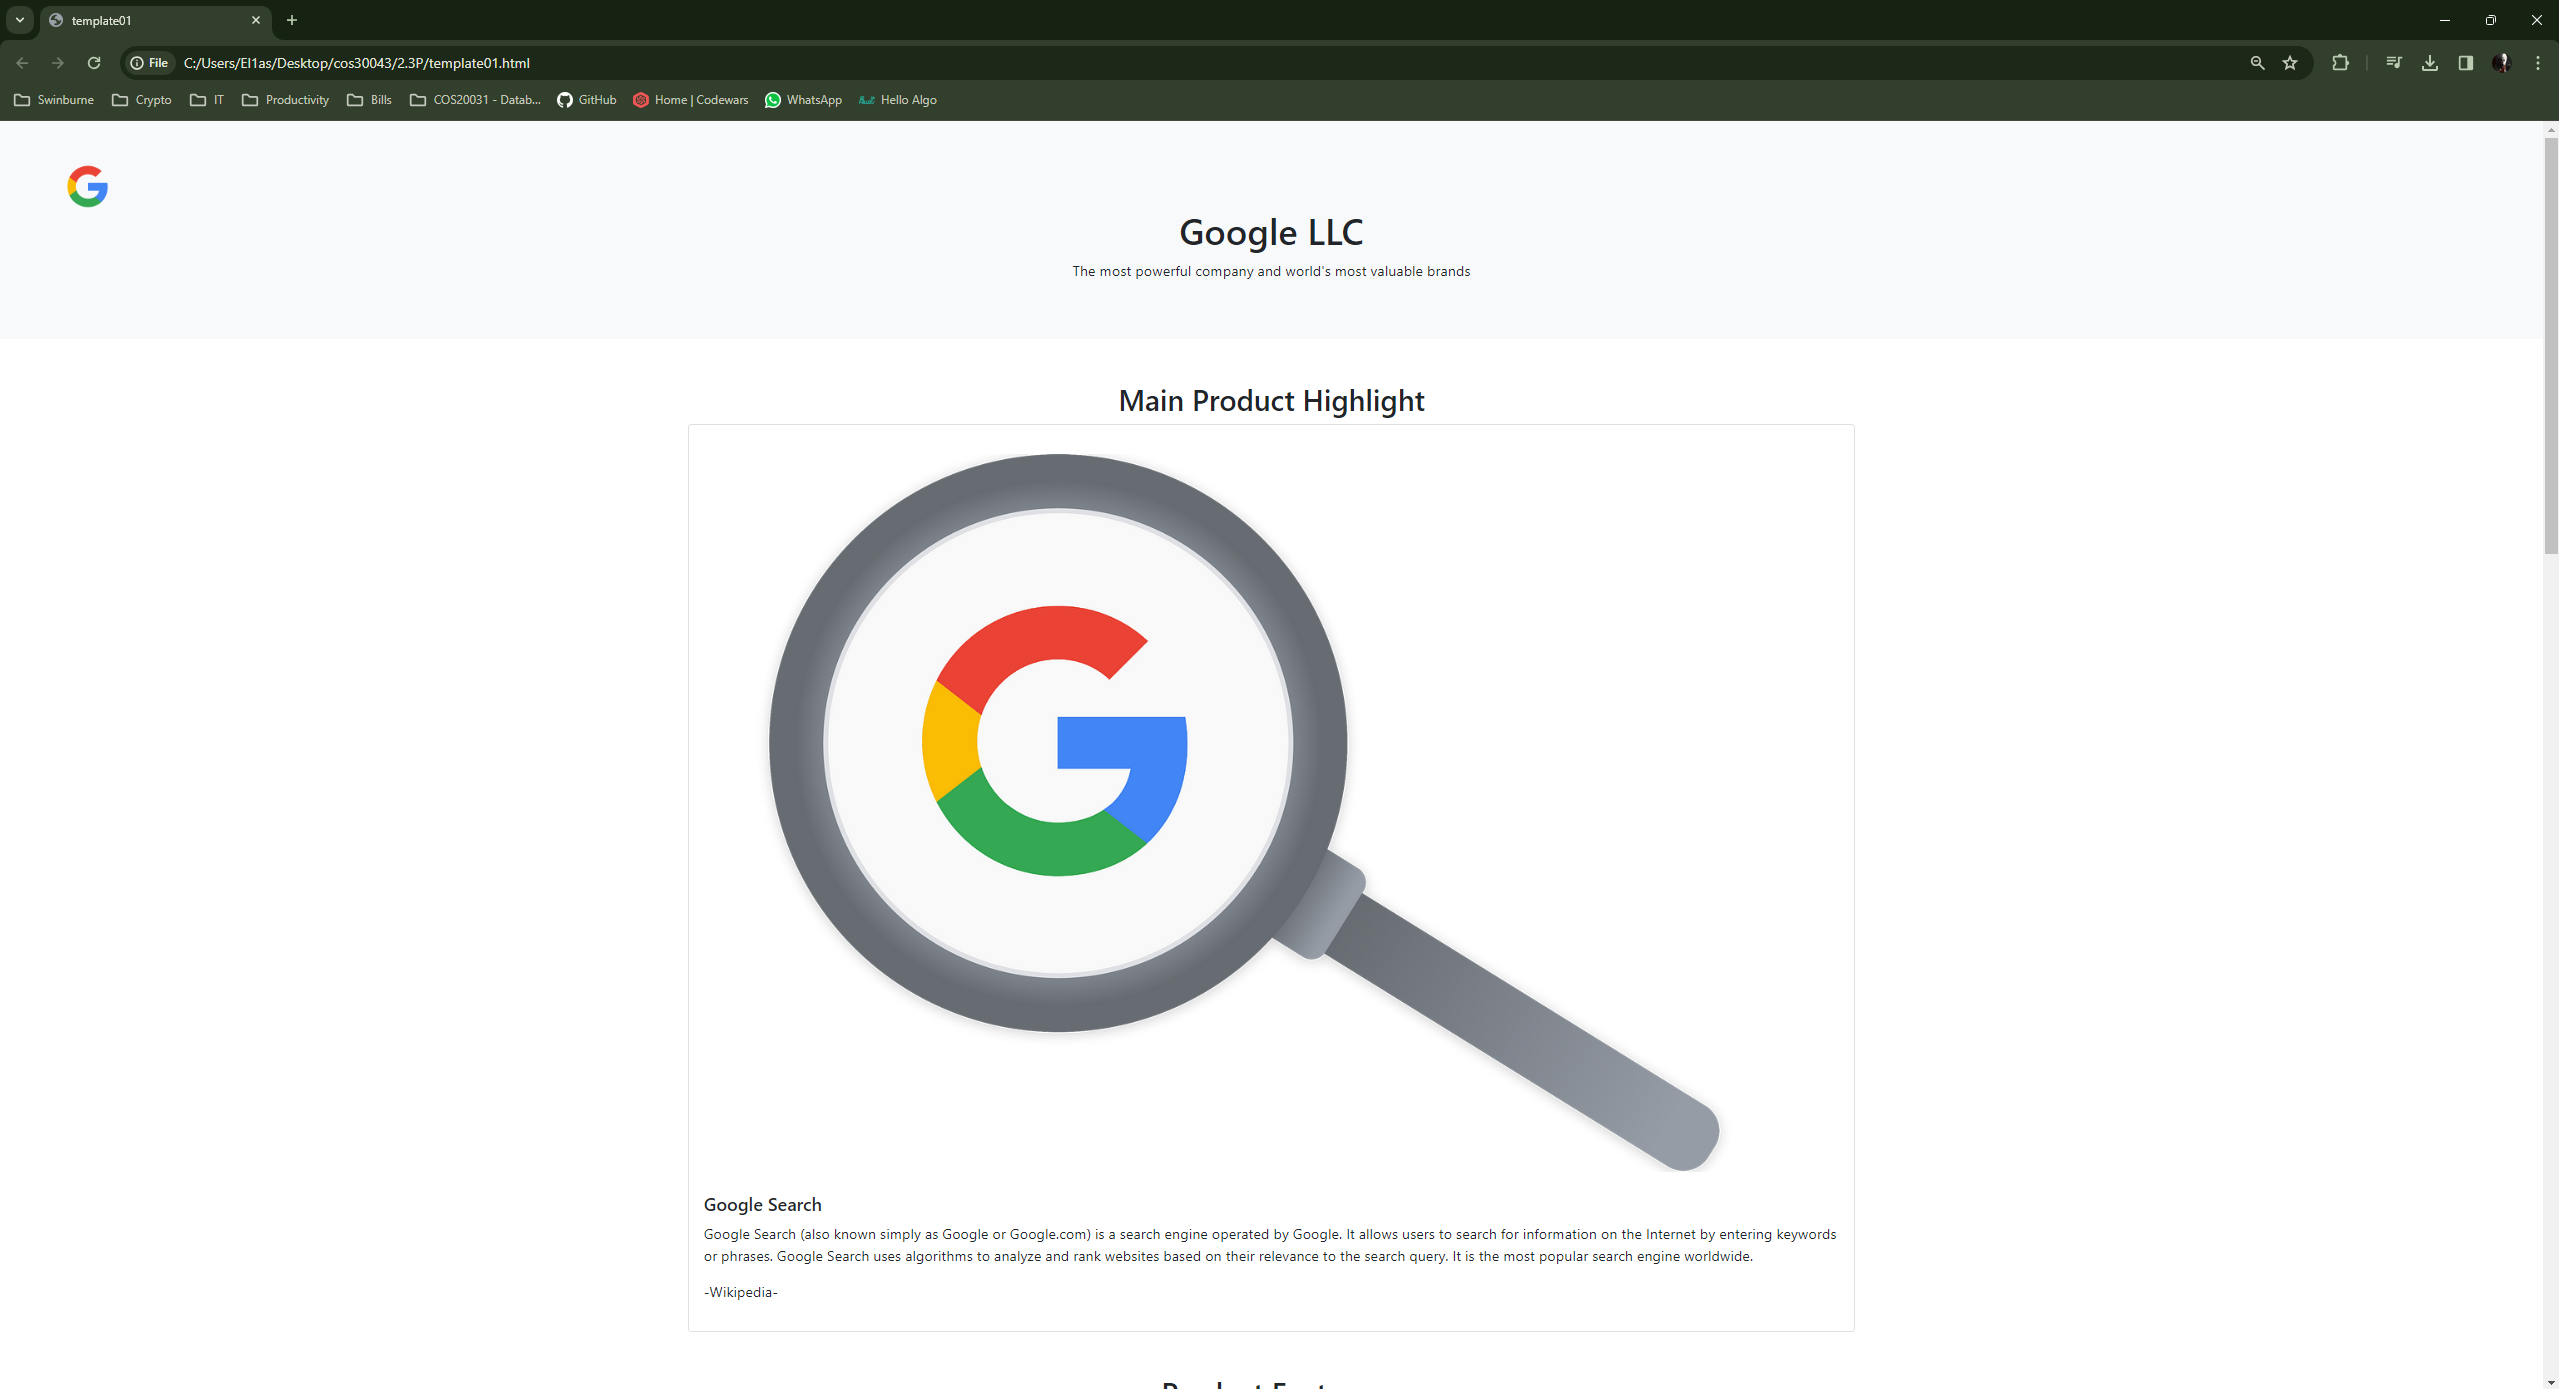 template01
File C:/Users/El1as/Desktop/cos30043/2.3P/template01.html
Swinburne Crypto IT Productivity Bills COS20031 - Datab... GitHub Home | Codewars WhatsApp Hello Algo
Google LLC
The most powerful company and world's most valuable brands
Main Product Highlight
Google Search
Google Search (also known simply as Google or Google.com) is a search engine operated by Google. It allows users to search for information on the Internet by entering keywords
or phrases. Google Search uses algorithms to analyze and rank websites based on their relevance to the search query. It is the most popular search engine worldwide.
-Wikipedia-